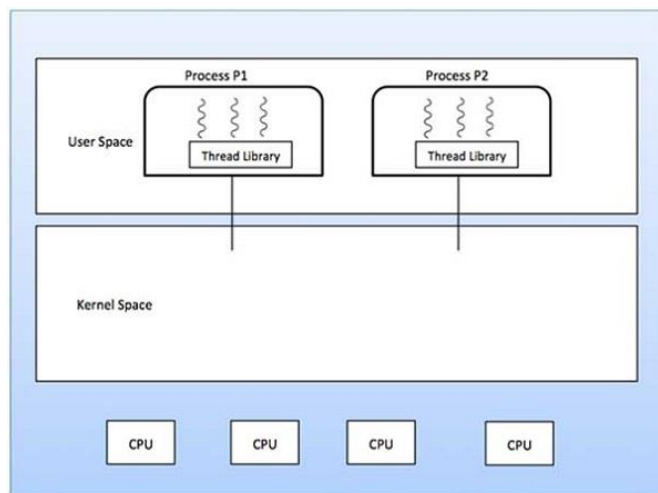 Process P1
Process P2
User Space
Thread Library
Thread Library
Kernel Space
CPU
CPU
CPU
CPU